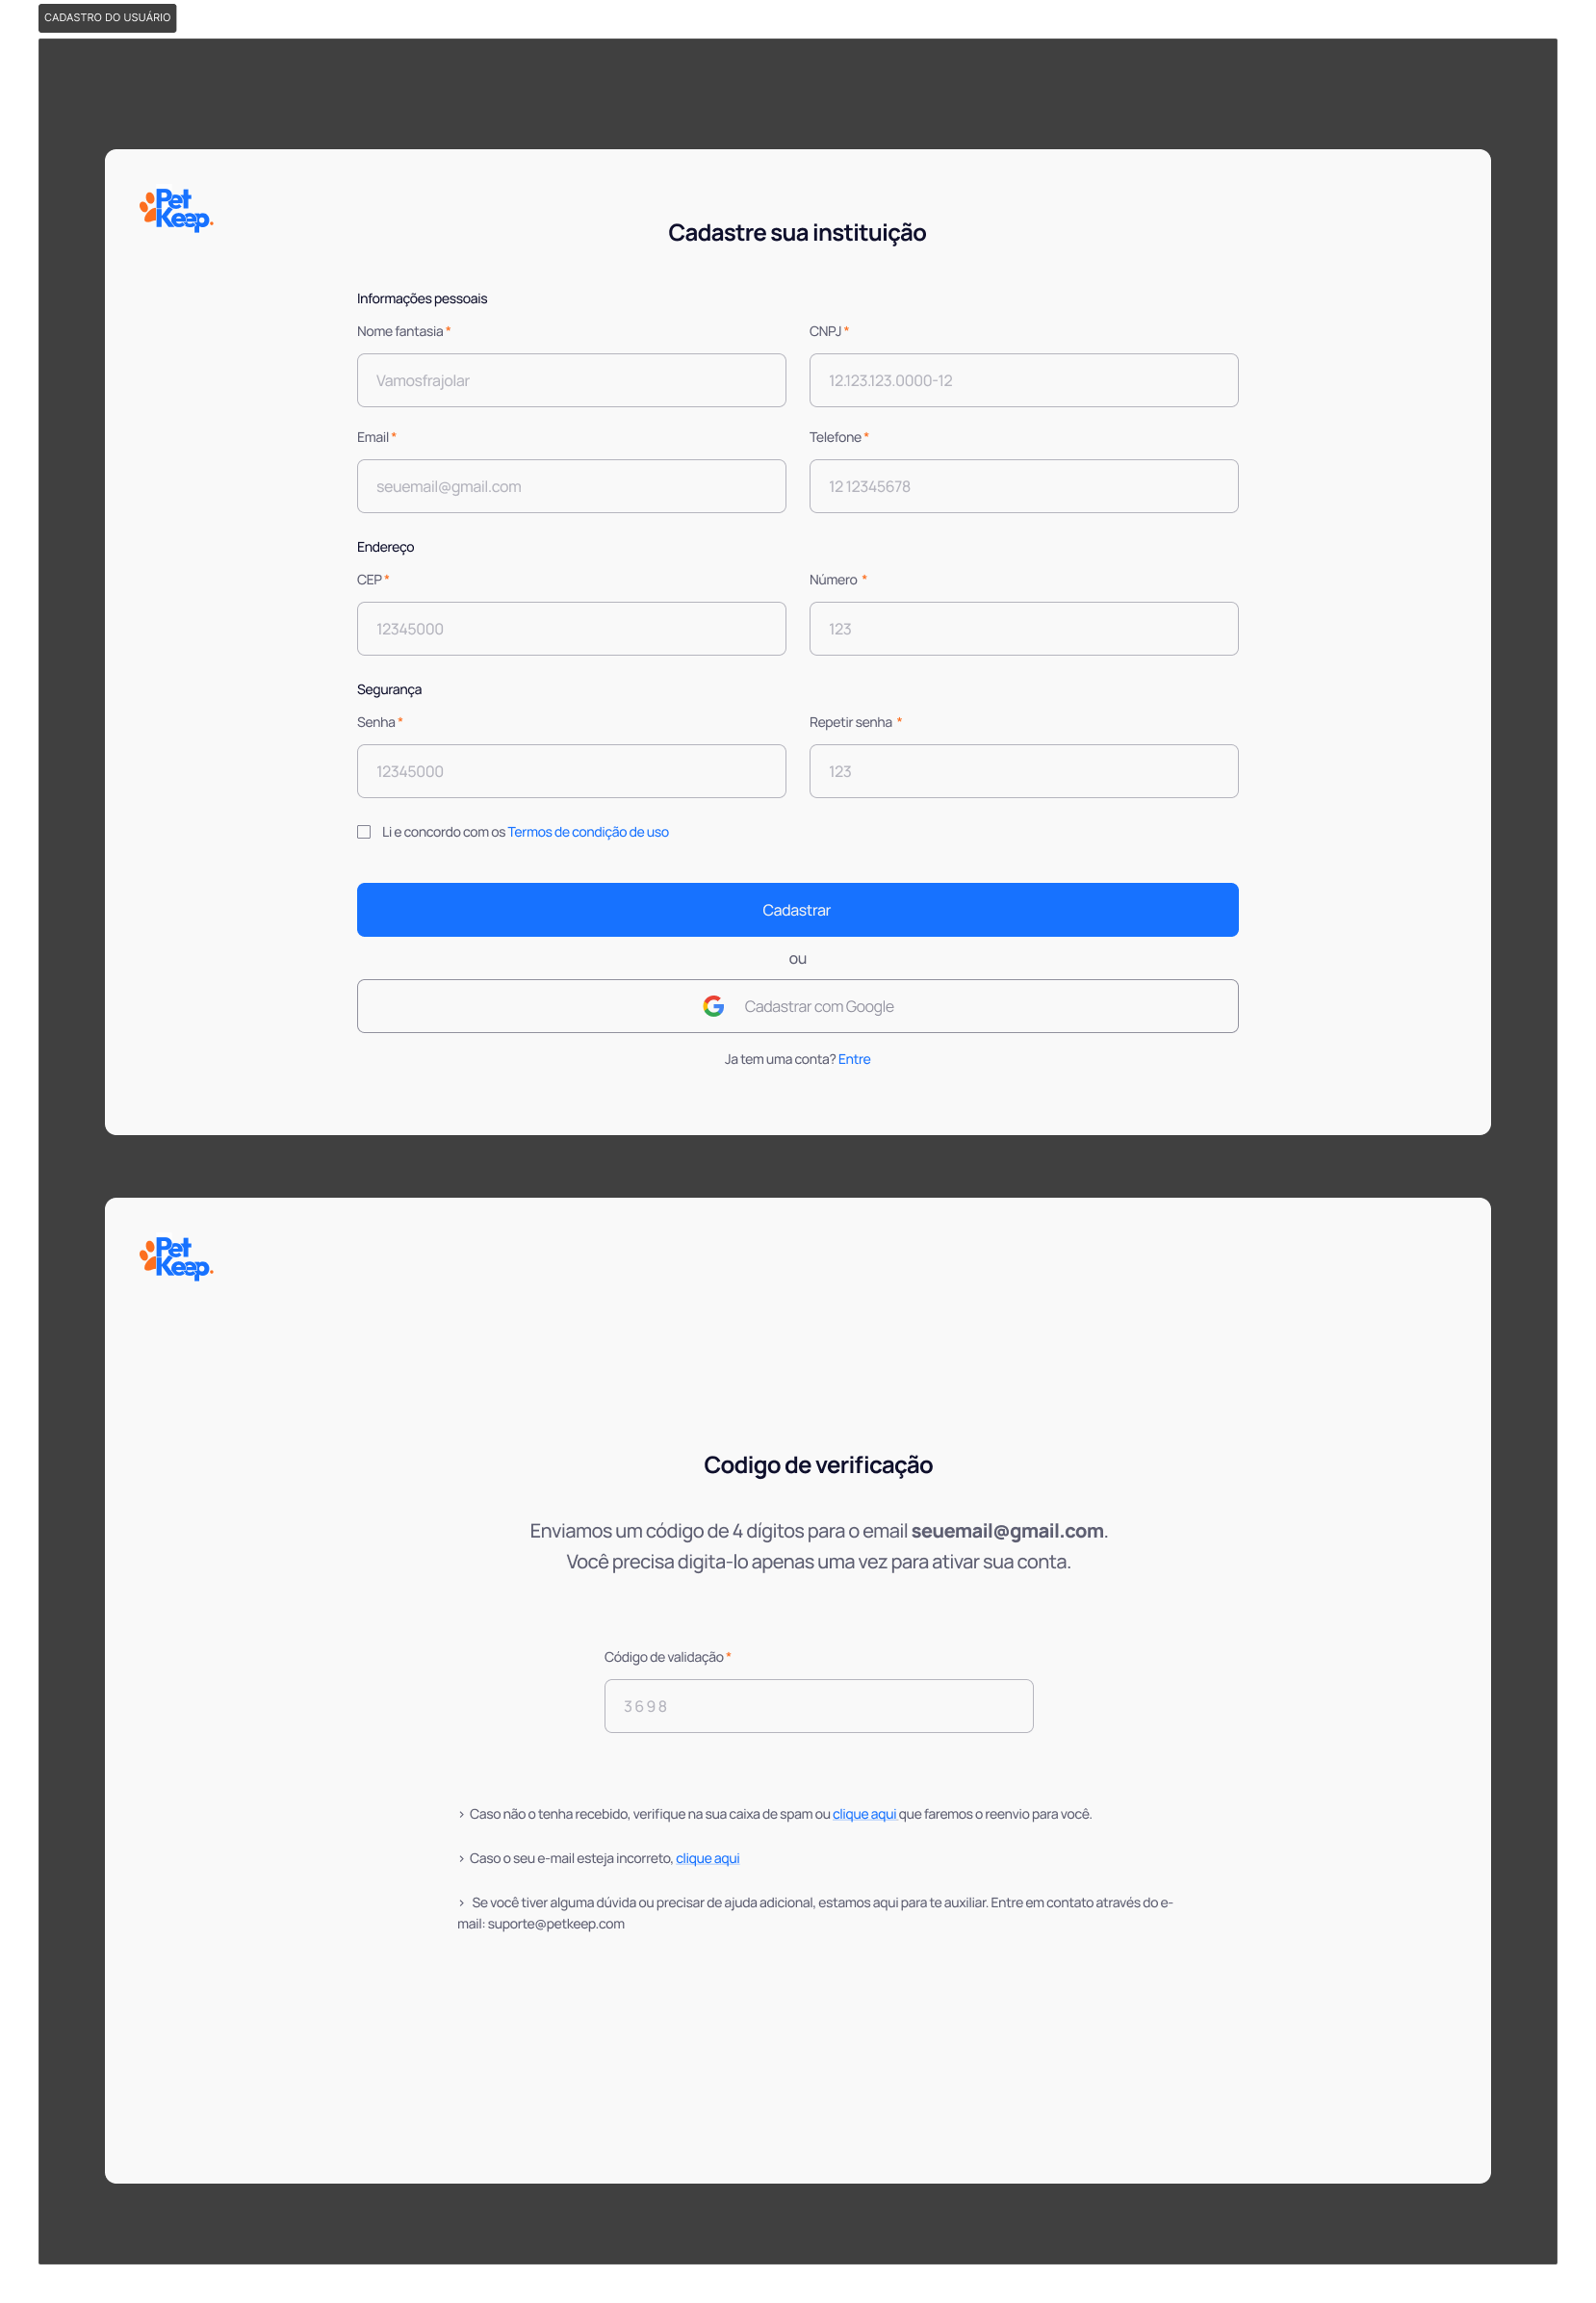 CADASTRO DO USUÁRIO
Pet
Keep.
Cadastre sua instituição
Informações pessoais
Nome fantasia *
CNPJ *
Vamosfrajolar
12.123.123.0000-12
Email *
Telefone *
seuemail@gmail.com
12 12345678
Endereço
CEP *
Número *
12345000
123
Segurança
Senha *
Repetir senha *
12345000
123
Li e concordo com os Termos de condição de uso
Cadastrar
ou
Cadastrar com Google
Ja tem uma conta? Entre
Pet
Keep.
Codigo de verificação
Enviamos um código de 4 dígitos para o email seuemail@gmail.com.
Você precisa digita-lo apenas uma vez para ativar sua conta.
Código de validação *
3 6 9 8
> Caso não o tenha recebido, verifique na sua caixa de spam ou clique aqui que faremos o reenvio para você.
> Caso o seu e-mail esteja incorreto, clique aqui
> Se você tiver alguma dúvida ou precisar de ajuda adicional, estamos aqui para te auxiliar. Entre em contato através do e-
mail: suporte@petkeep.com